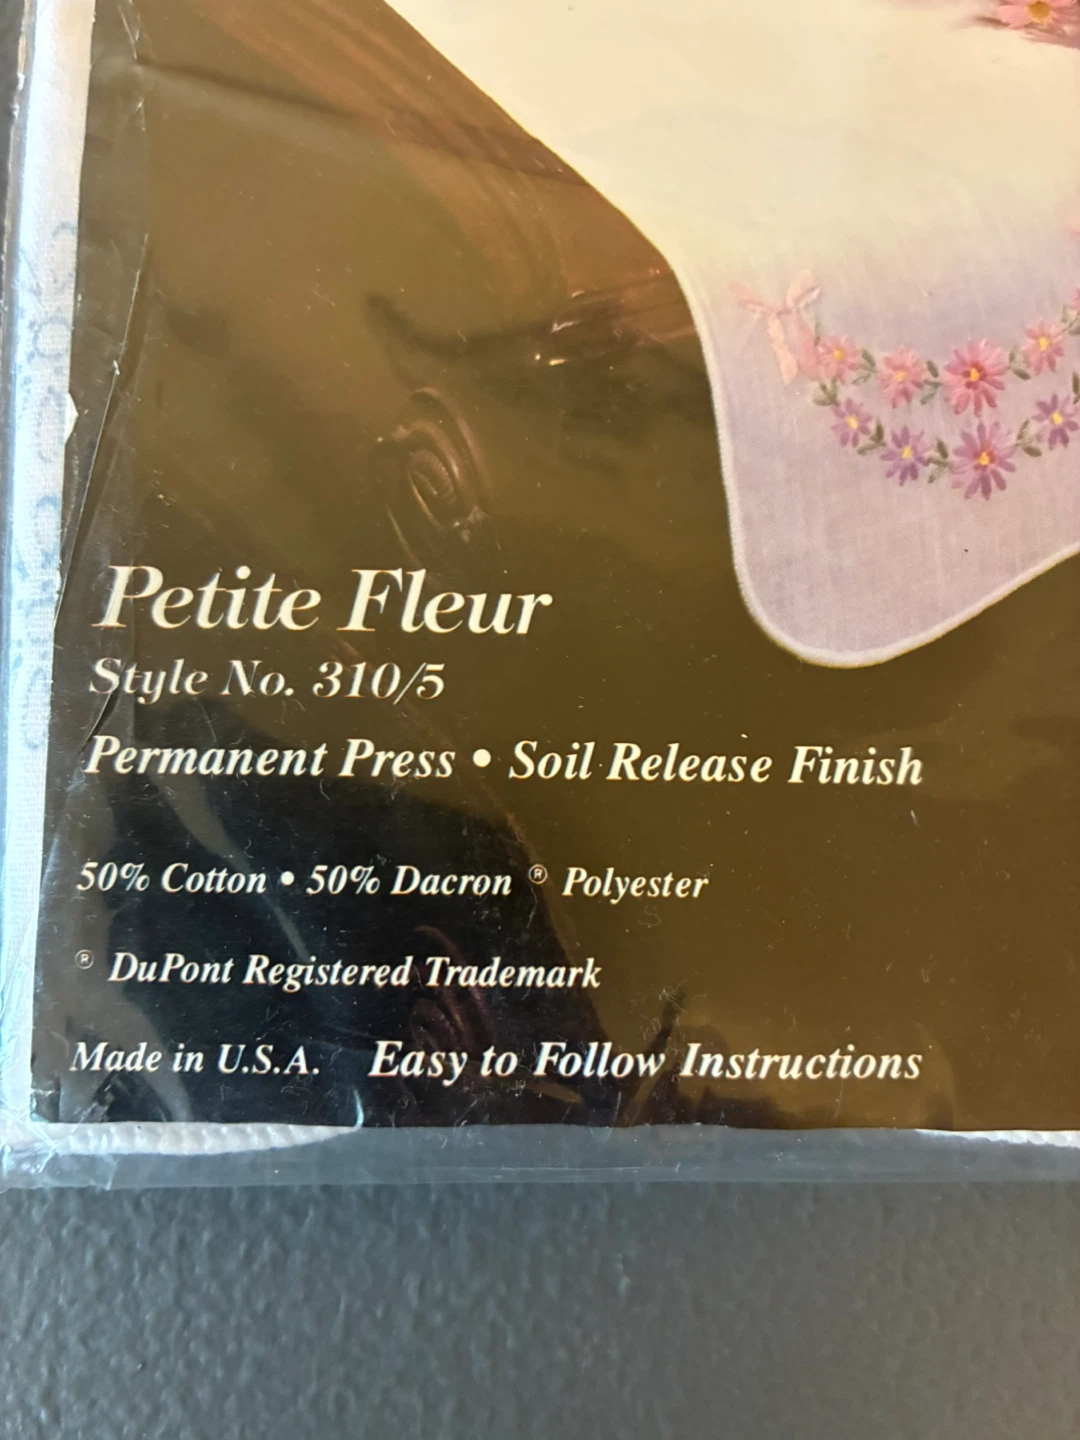 Petite Fleur
Style No. 310/5
Permanent Press • Soil Release Finish
50% Cotton • 50% Dacron ® Polyester
® DuPont Registered Trademark
Made in U.S.A. Easy to Follow Instructions